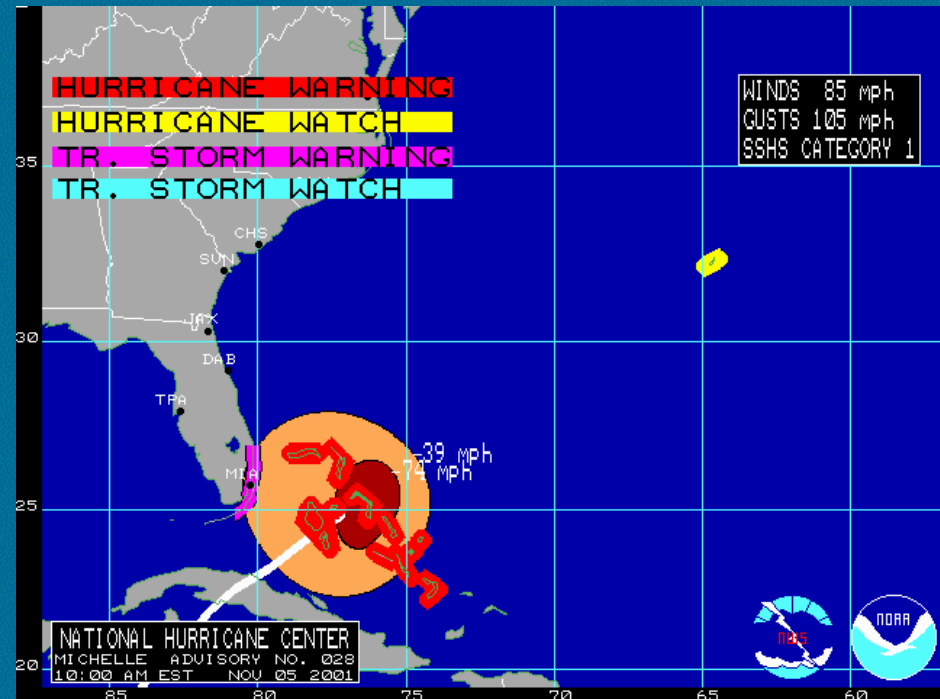 HURRICANE WARNING
HURRICANE WATCH
TR. STORM WARNING
TR. STORM WATCH
WINDS 85 mph
GUSTS 105 mph
SSHS CATEGORY 1
35
CHS
SVN
30
JAX
DAB
TPA
39 mph
74 mph
MIA
25
NATIONAL HURRICANE CENTER
MICHELLE ADVISORY NO. 028
10:00 AM EST NOV 05 2001
NWS
NOAA
20
85 80 75 70 65 60